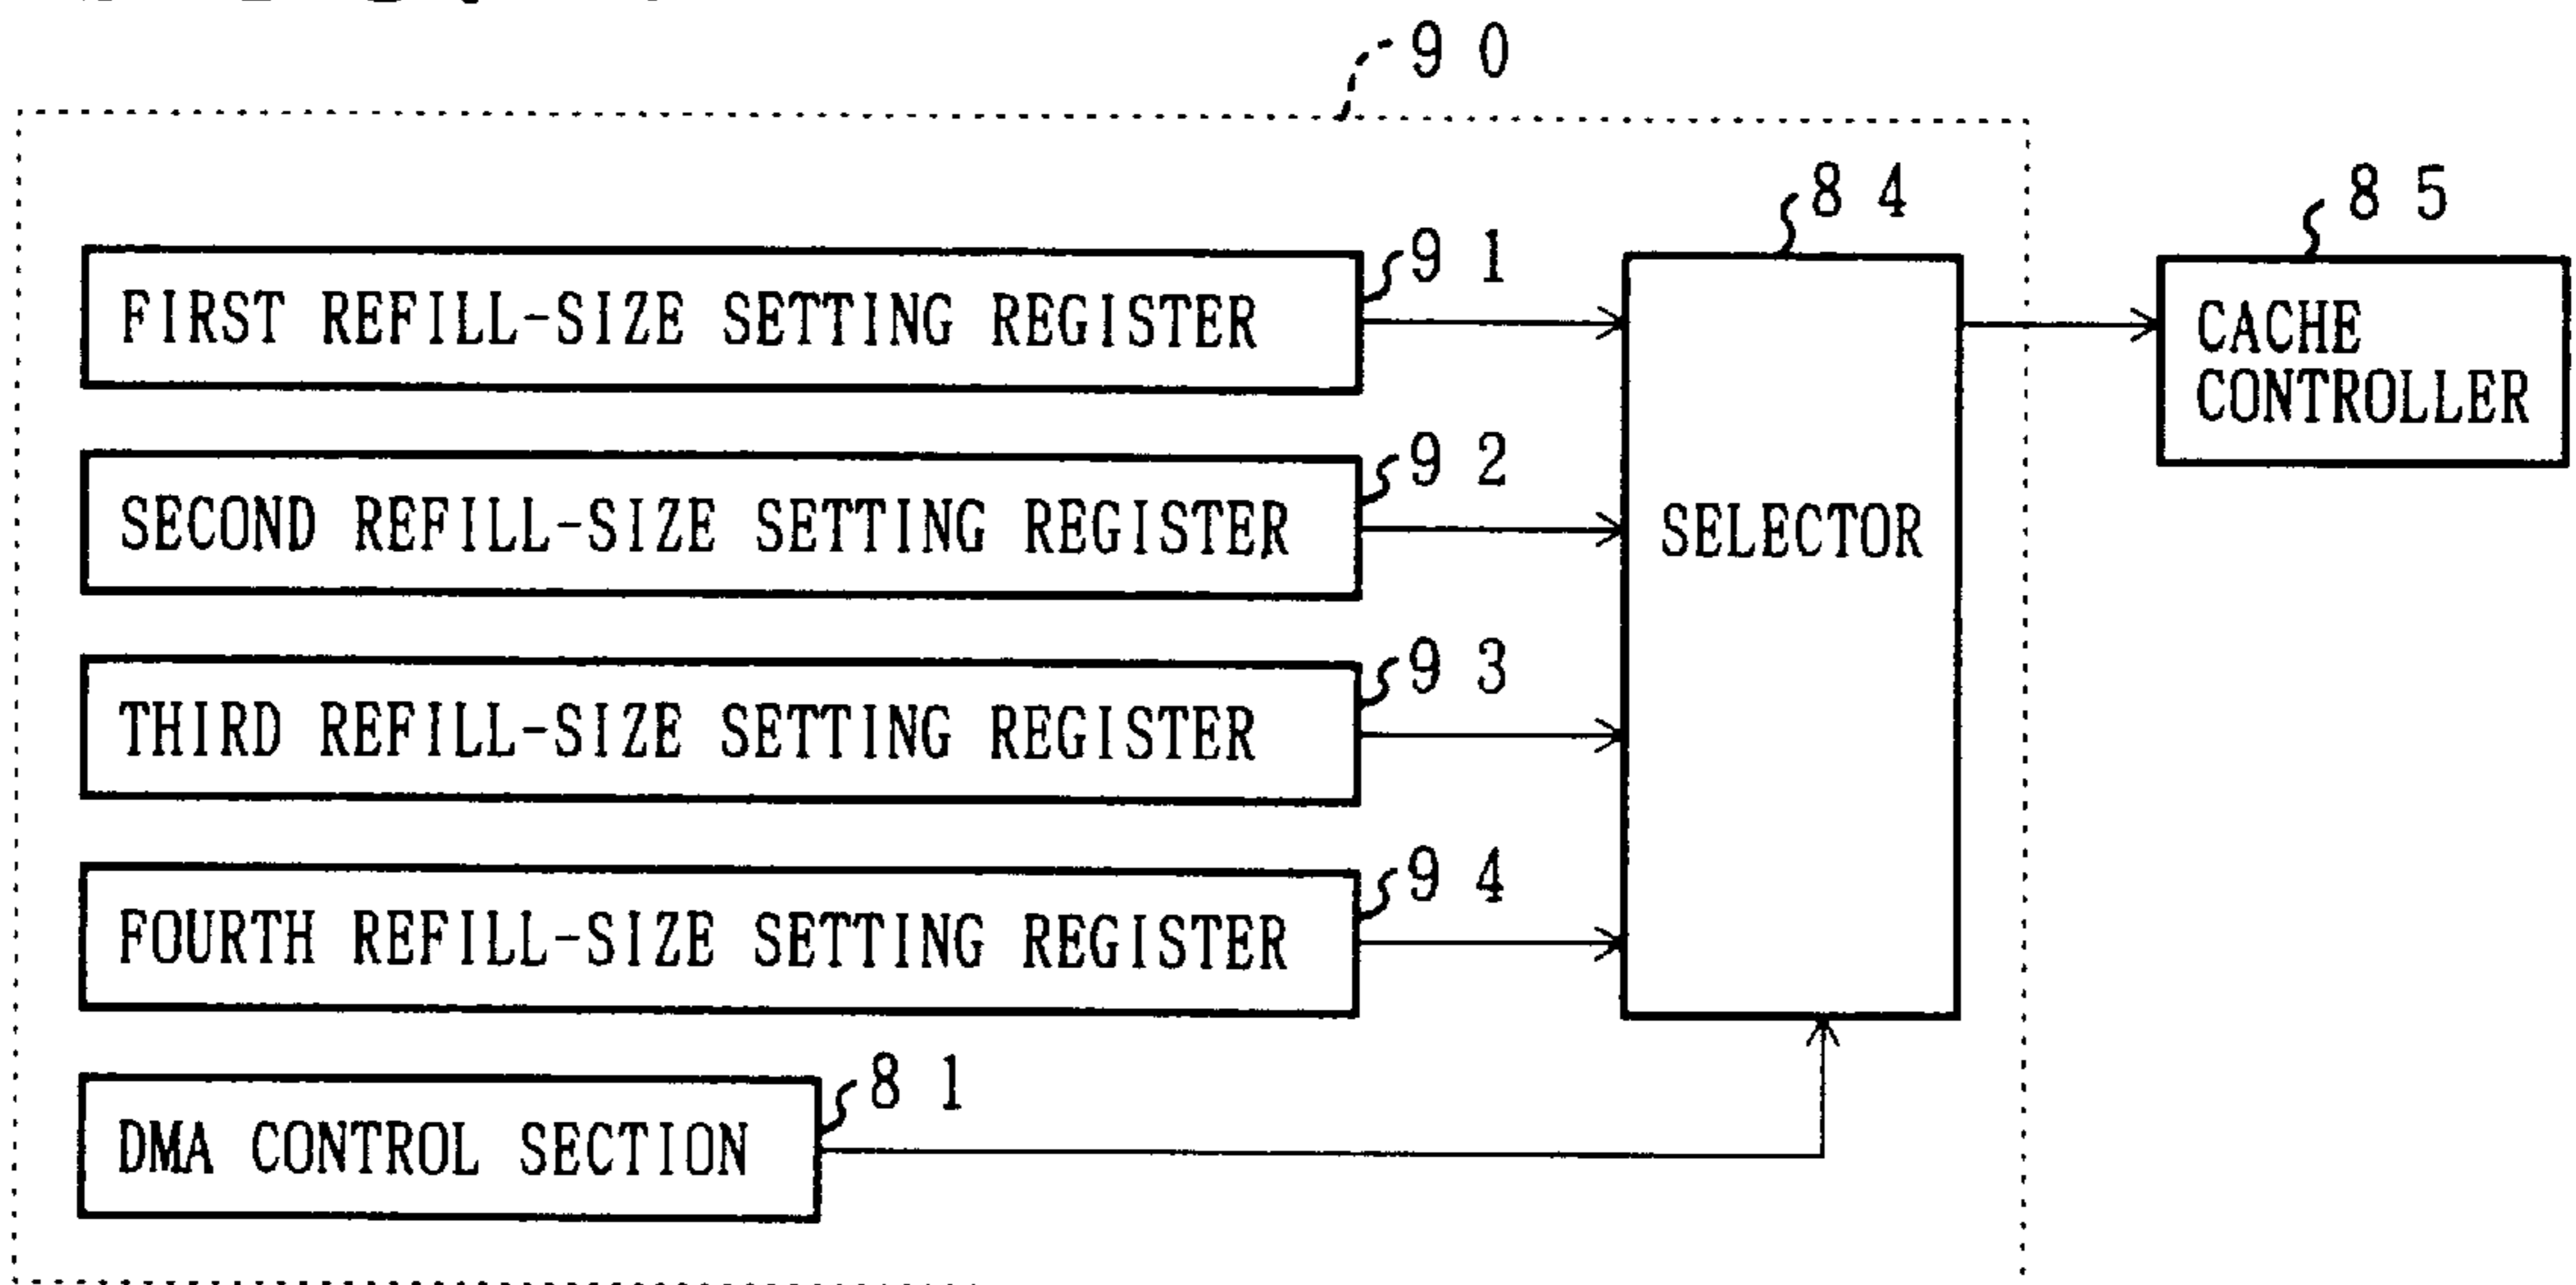 90
84
85
91
FIRST REFILL-SIZE SETTING REGISTER
CACHE
CONTROLLER
92
SECOND REFILL-SIZE SETTING REGISTER
SELECTOR
93
THIRD REFILL-SIZE SETTING REGISTER
94
FOURTH REFILL-SIZE SETTING REGISTER
81
DMA CONTROL SECTION